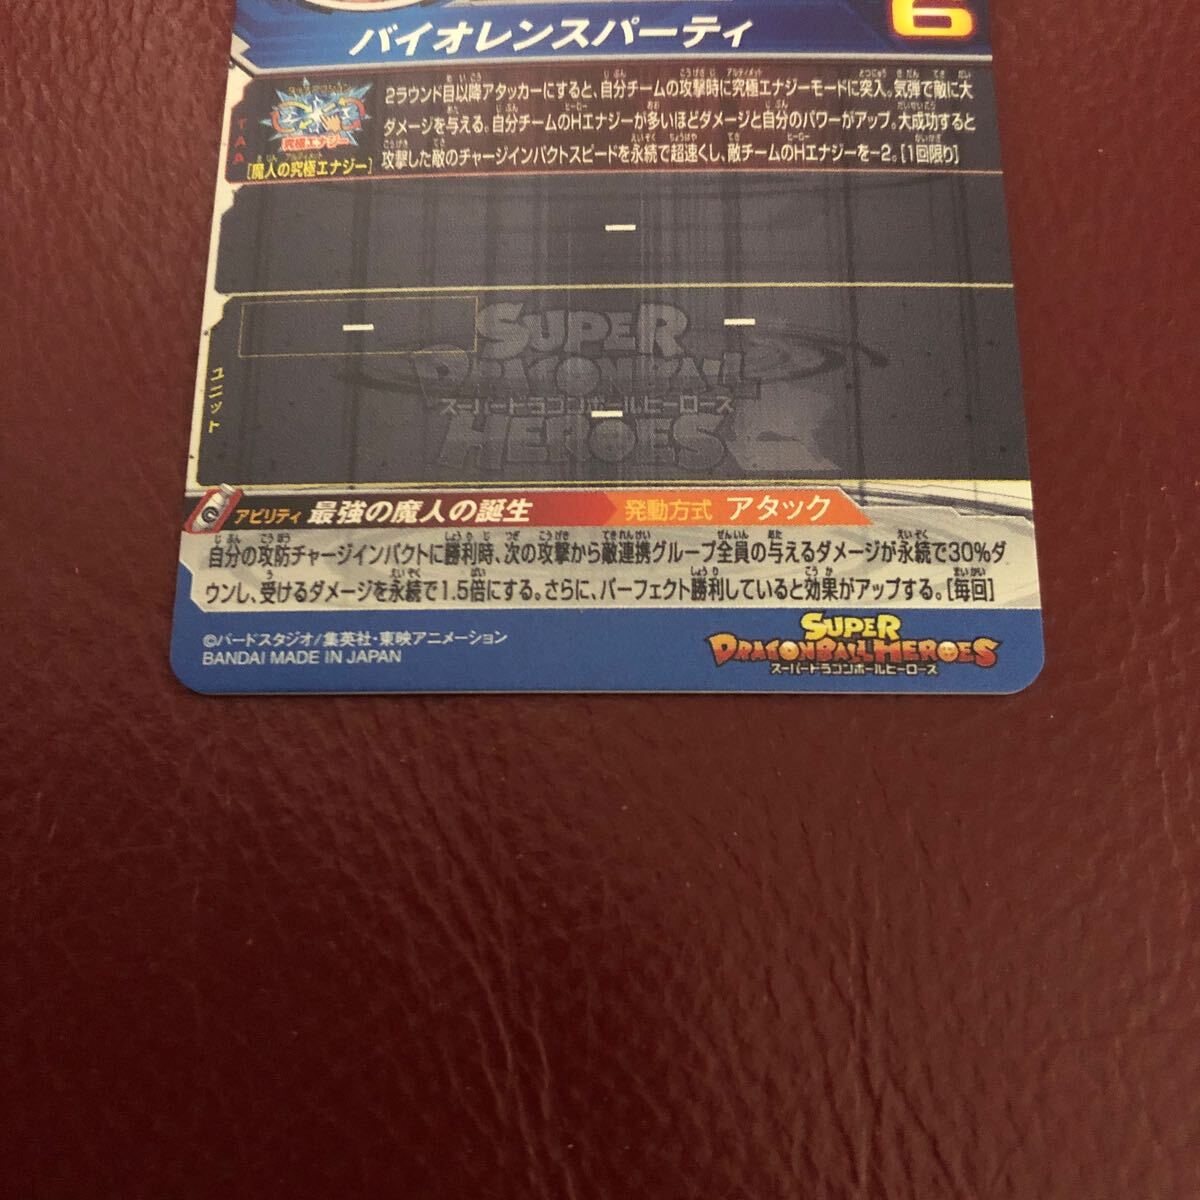 6
バイオレンスパーティ
TAA
究極エナジー
[魔人の究極エナジー]
2ラウンド目以降アタッカーにすると、自分チームの攻撃時に究極エナジーモードに突入。気弾で敵に大
ダメージを与える。自分チームのHエナジーが多いほどダメージと自分のパワーがアップ。大成功すると
攻撃した敵のチャージインパクトスピードを永続で超速くし、敵チームのHエナジーを-2。[1回限り]
ー
ユニット
ー
ー
ー
SUPER
DRAGONBALL
スーパードラゴンボールヒーローズ
HEROES
アビリティ 最強の魔人の誕生 発動方式 アタック
自分の攻防チャージインパクトに勝利時、次の攻撃から敵連携グループ全員の与えるダメージが永続で30%ダ
ウンし、受けるダメージを永続で1.5倍にする。さらに、パーフェクト勝利していると効果がアップする。[毎回]
©バードスタジオ/集英社・東映アニメーション
BANDAI MADE IN JAPAN
SUPER
DRAGONBALL HEROES
スーパードラゴンボールヒーローズ